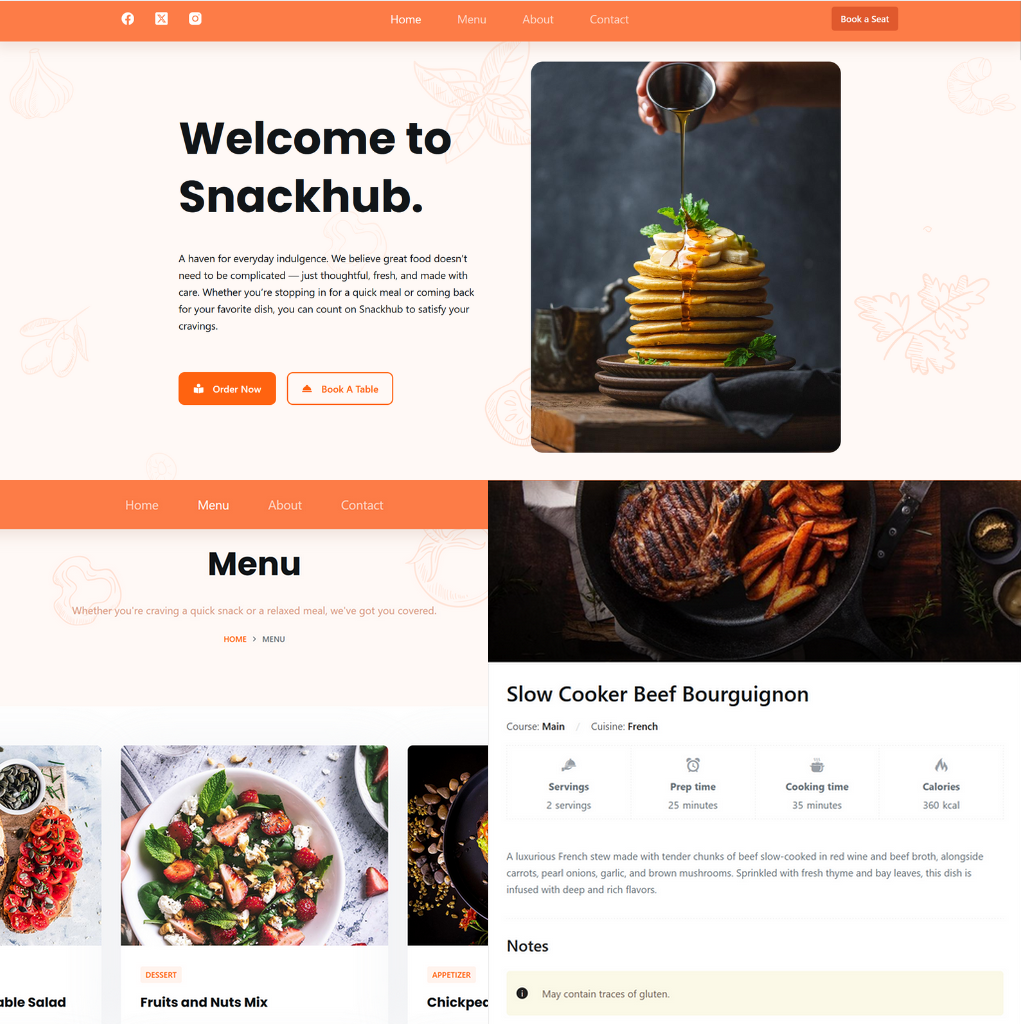 Home Menu About Contact
Book a Seat
Welcome to
Snackhub.
A haven for everyday indulgence. We believe great food doesn't
need to be complicated — just thoughtful, fresh, and made with
care. Whether you're stopping in for a quick meal or coming back
for your favorite dish, you can count on Snackhub to satisfy your
cravings.
Order Now
Book A Table
Home Menu About Contact
Menu
Whether you're craving a quick snack or a relaxed meal, we've got you covered.
HOME > MENU
able Salad
DESSERT
Fruits and Nuts Mix
APPETIZER
Chickpea
Slow Cooker Beef Bourguignon
Course: Main / Cuisine: French
Servings
2 servings
Prep time
25 minutes
Cooking time
35 minutes
Calories
360 kcal
A luxurious French stew made with tender chunks of beef slow-cooked in red wine and beef broth, alongside
carrots, pearl onions, garlic, and brown mushrooms. Sprinkled with fresh thyme and bay leaves, this dish is
infused with deep and rich flavors.
Notes
May contain traces of gluten.